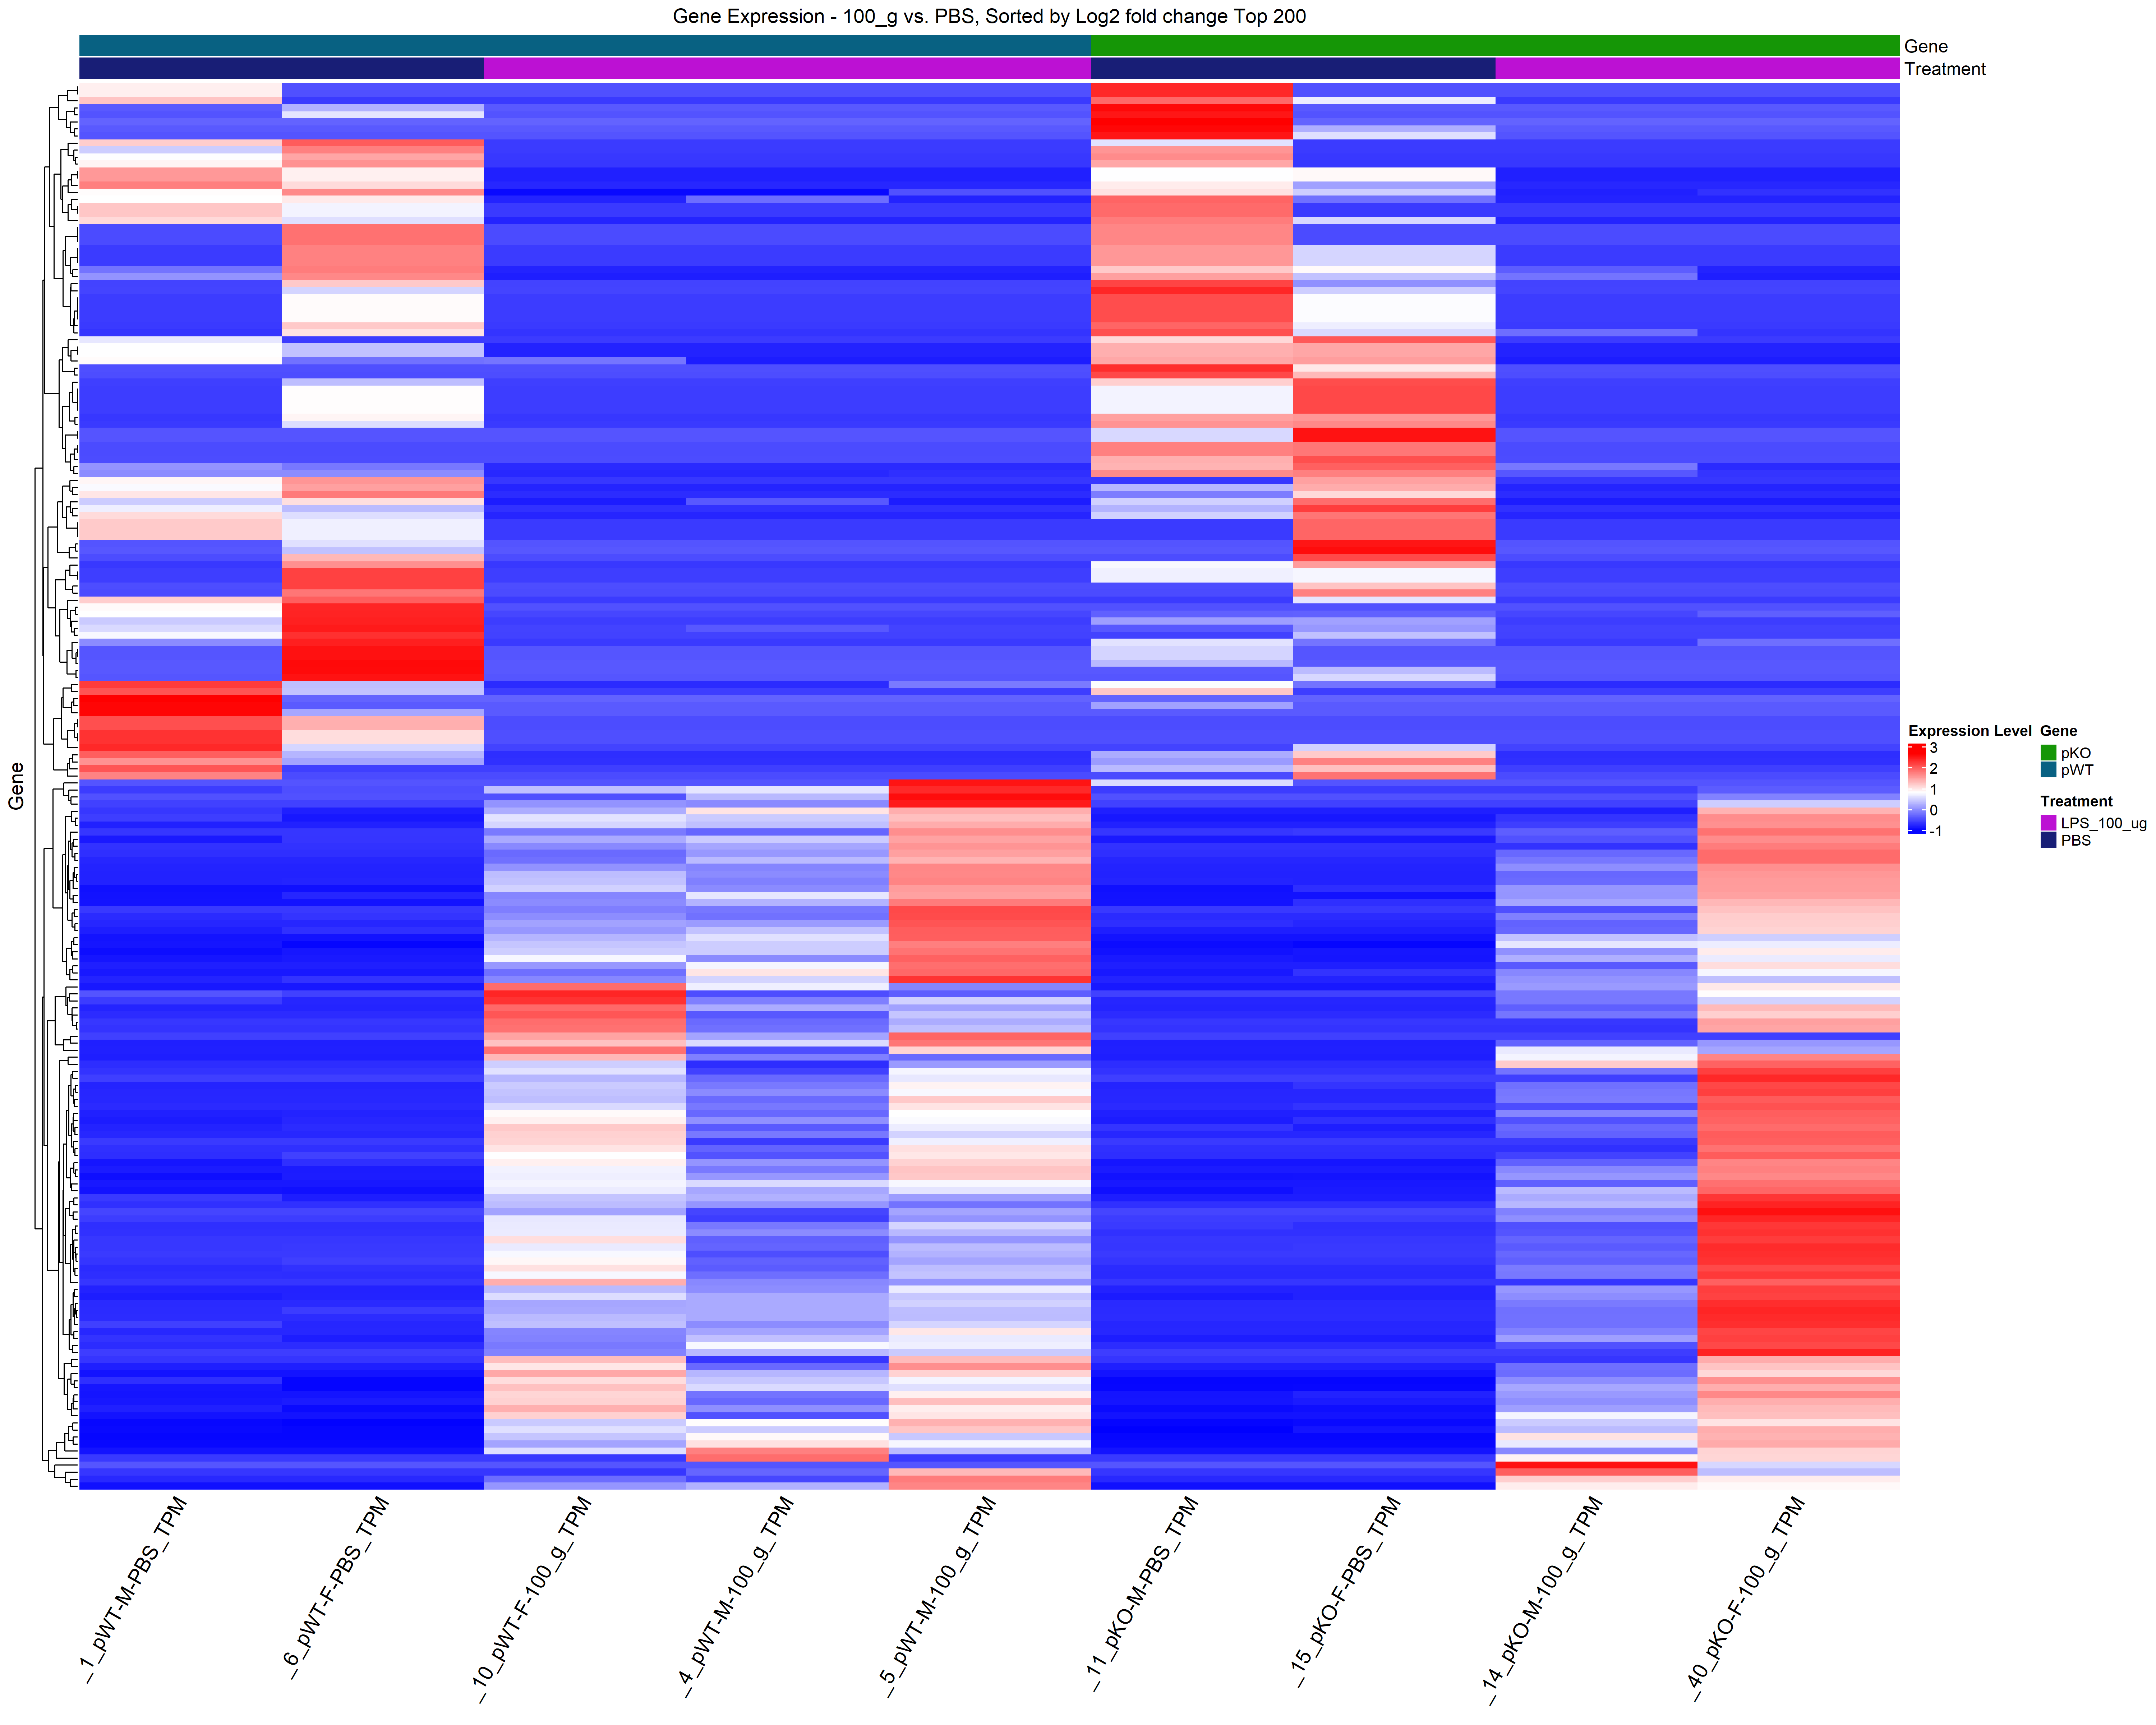 Gene Expression - 100_g vs. PBS, Sorted by Log2 fold change Top 200
Gene
Treatment
Gene
Expression Level
3
2
1
0
-1
Gene
pKO
pWT
Treatment
LPS_100_ug
PBS
_1_pWT-M-PBS_TPM
_6_pWT-F-PBS_TPM
_10_pWT-F-100_g_TPM
_4_pWT-M-100_g_TPM
_5_pWT-M-100_g_TPM
_11_pKO-M-PBS_TPM
_15_pKO-F-PBS_TPM
_14_pKO-M-100_g_TPM
_40_pKO-F-100_g_TPM